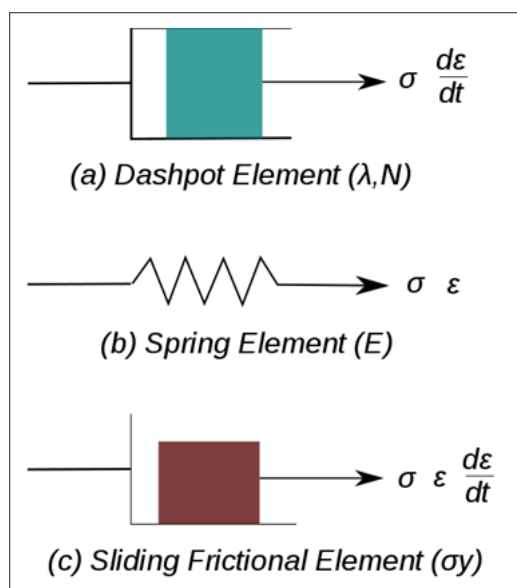 σ dε/dt
(a) Dashpot Element (λ,N)
σ ε
(b) Spring Element (E)
σ ε dε/dt
(c) Sliding Frictional Element (σy)